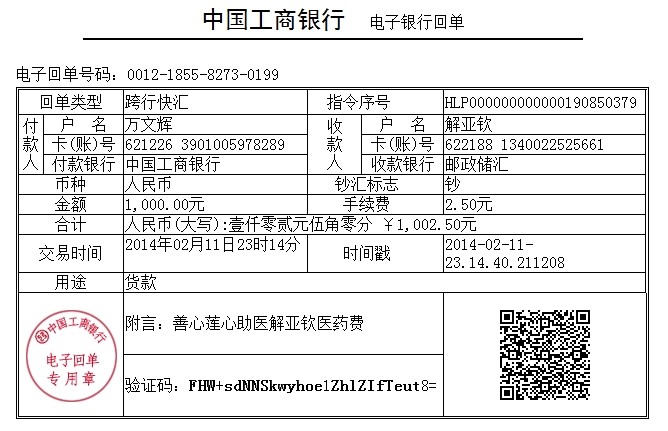 中国工商银行 电子银行回单
电子回单号码：0012-1855-8273-0199
回单类型 跨行快汇 指令序号 HLP000000000000190850379
付款人 户 名 万文辉 收款人 户 名 解亚钦
卡(账)号 621226 3901005978289 卡(账)号 622188 1340022525661
付款银行 中国工商银行 收款银行 邮政储汇
币种 人民币 钞汇标志 钞
金额 1,000.00元 手续费 2.50元
合计 人民币(大写):壹仟零贰元伍角零分 ￥1,002.50元
交易时间 2014年02月11日23时14分 时间戳 2014-02-11-
23.14.40.211208
用途 货款
中国工商银行
电子回单
专用章
附言：善心莲心助医解亚钦医药费
验证码：FHW+sdNNSkwyhoe1ZhlZIfTeut8=